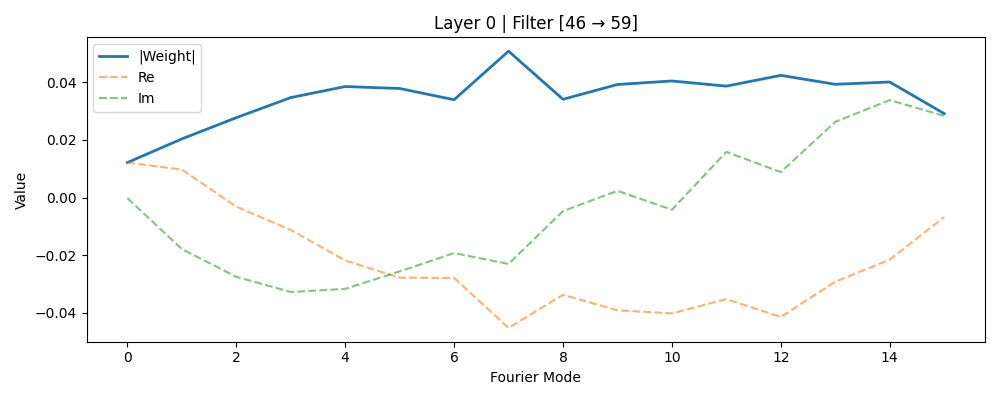 Layer 0 | Filter [46 → 59]
|Weight|
Re
Im
0.04
0.02
0.00
−0.02
−0.04
Value
0 2 4 6 8 10 12 14
Fourier Mode